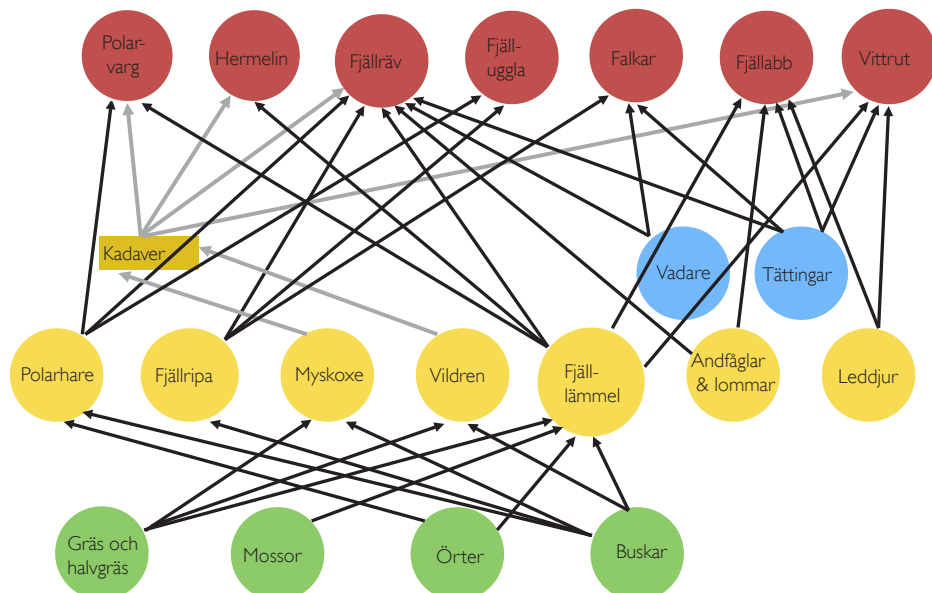 Polar-
varg
Hermelin
Fjällräv
Fjäll-
uggla
Falkar
Fjällabb
Vittrut
Kadaver
Vadare
Tättingar
Polarhare
Fjällripa
Myskoxe
Vildren
Fjäll-
lämmel
Andfåglar
& lommar
Leddjur
Gräs och
halvgräs
Mossor
Örter
Buskar